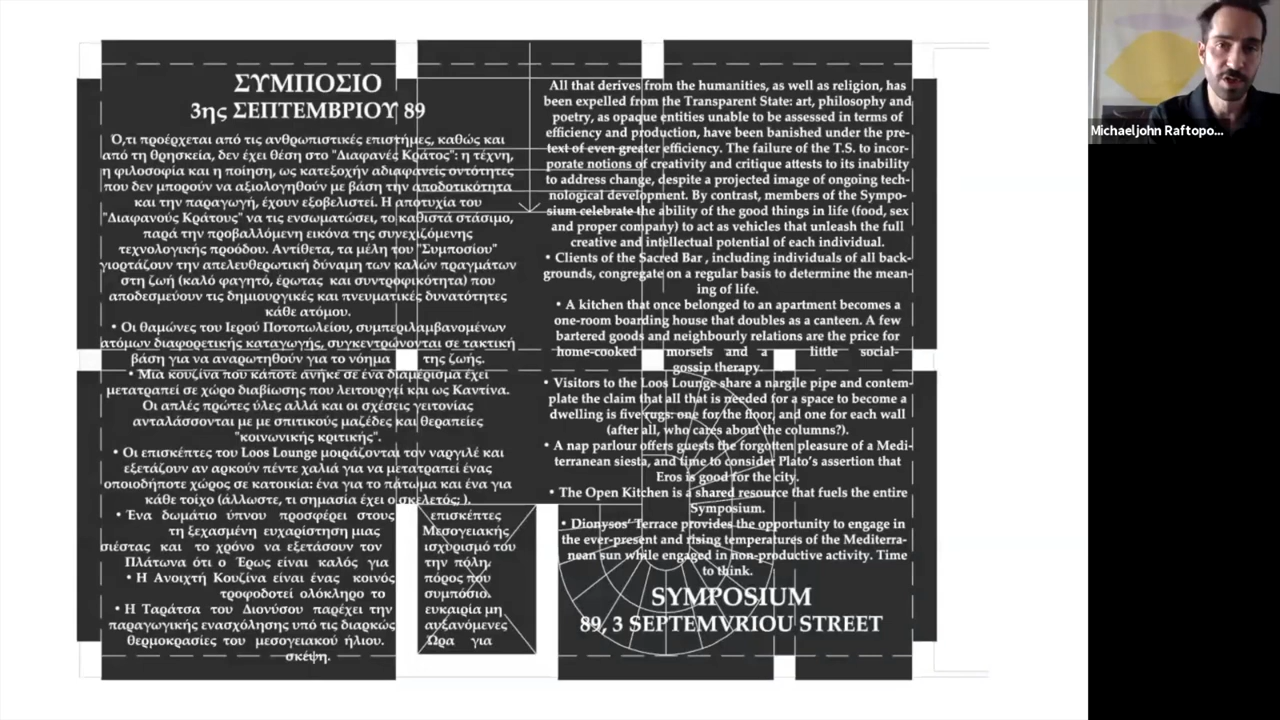 ΣΥΜΠΟΣΙΟ
3ης ΣΕΠΤΕΜΒΡΙΟΥ 89
Ό,τι προέρχεται από τις ανθρωπιστικές επιστήμες, καθώς και
από τη θρησκεία, δεν έχει θέση στο "Διαφανές Κράτος": η τέχνη,
η φιλοσοφία και η ποίηση, ως κατεξοχήν αδιαφανείς οντότητες
που δεν μπορούν να αξιολογηθούν με βάση την αποδοτικότητα
και την παραγωγή, έχουν εξοβελιστεί. Η αποτυχία του
"Διαφανούς Κράτους" να τις ενσωματώσει, το καθιστά στάσιμο,
παρά την προβαλλόμενη εικόνα της συνεχιζόμενης
τεχνολογικής προόδου. Αντίθετα, τα μέλη του "Συμποσίου"
γιορτάζουν την απελευθερωτική δύναμη των καλών πραγμάτων
στη ζωή (καλό φαγητό, έρωτας και συντροφικότητα) που
αποδεσμεύουν τις δημιουργικές και πνευματικές δυνατότητες
κάθε ατόμου.
• Οι θαμώνες του Ιερού Ποτοπωλείου, συμπεριλαμβανομένων
ατόμων διαφορετικής καταγωγής, συγκεντρώνονται σε τακτική
βάση για να αναρωτηθούν για το νόημα της ζωής.
• Μια κουζίνα που κάποτε ανήκε σε ένα διαμέρισμα έχει
μετατραπεί σε χώρο διαβίωσης που λειτουργεί και ως Καντίνα.
Οι απλές πρώτες ύλες αλλά και οι σχέσεις γειτονίας
ανταλάσσονται με με σπιτικούς μαζέδες και θεραπείες
"κοινωνικής κριτικής".
• Οι επισκέπτες του Loos Lounge μοιράζονται τον ναργιλέ και
εξετάζουν αν αρκούν πέντε χαλιά για να μετατραπεί ένας
οποιοδήποτε χώρος σε κατοικία: ένα για το πάτωμα και ένα για
κάθε τοίχο (άλλωστε, τι σημασία έχει ο σκελετός; ).
• Ένα δωμάτιο ύπνου προσφέρει στους επισκέπτες
τη ξεχασμένη ευχαρίστηση μιας Μεσογειακής
σιέστας και το χρόνο να εξετάσουν τον ισχυρισμό του
Πλάτωνα ότι ο Έρως είναι καλός για την πόλη.
• Η Ανοιχτή Κουζίνα είναι ένας κοινός πόρος που
τροφοδοτεί ολόκληρο το συμπόσιο.
• Η Ταράτσα του Διονύσου παρέχει την ευκαιρία μη
παραγωγικής ενασχόλησης υπό τις διαρκώς αυξανόμενες
θερμοκρασίες του μεσογειακού ήλιου. Ώρα για
σκέψη.
All that derives from the humanities, as well as religion, has
been expelled from the Transparent State: art, philosophy and
poetry, as opaque entities unable to be assessed in terms of
efficiency and production, have been banished under the pre-
text of even greater efficiency. The failure of the T.S. to incor-
porate notions of creativity and critique attests to its inability
to address change, despite a projected image of ongoing tech-
nological development. By contrast, members of the Sympo-
sium celebrate the ability of the good things in life (food, sex
and proper company) to act as vehicles that unleash the full
creative and intellectual potential of each individual.
• Clients of the Sacred Bar , including individuals of all back-
grounds, congregate on a regular basis to determine the mean-
ing of life.
• A kitchen that once belonged to an apartment becomes a
one-room boarding house that doubles as a canteen. A few
bartered goods and neighbourly relations are the price for
home-cooked morsels and a little social-
gossip therapy.
• Visitors to the Loos Lounge share a nargile pipe and contem-
plate the claim that all that is needed for a space to become a
dwelling is five rugs: one for the floor, and one for each wall
(after all, who cares about the columns?).
• A nap parlour offers guests the forgotten pleasure of a Medi-
terranean siesta, and time to consider Plato's assertion that
Eros is good for the city.
• The Open Kitchen is a shared resource that fuels the entire
Symposium.
• Dionysos' Terrace provides the opportunity to engage in
the ever-present and rising temperatures of the Mediterra-
nean sun while engaged in non-productive activity. Time
to think.
SYMPOSIUM
89, 3 SEPTEMVRIOU STREET
Michaeljohn Raftopo...